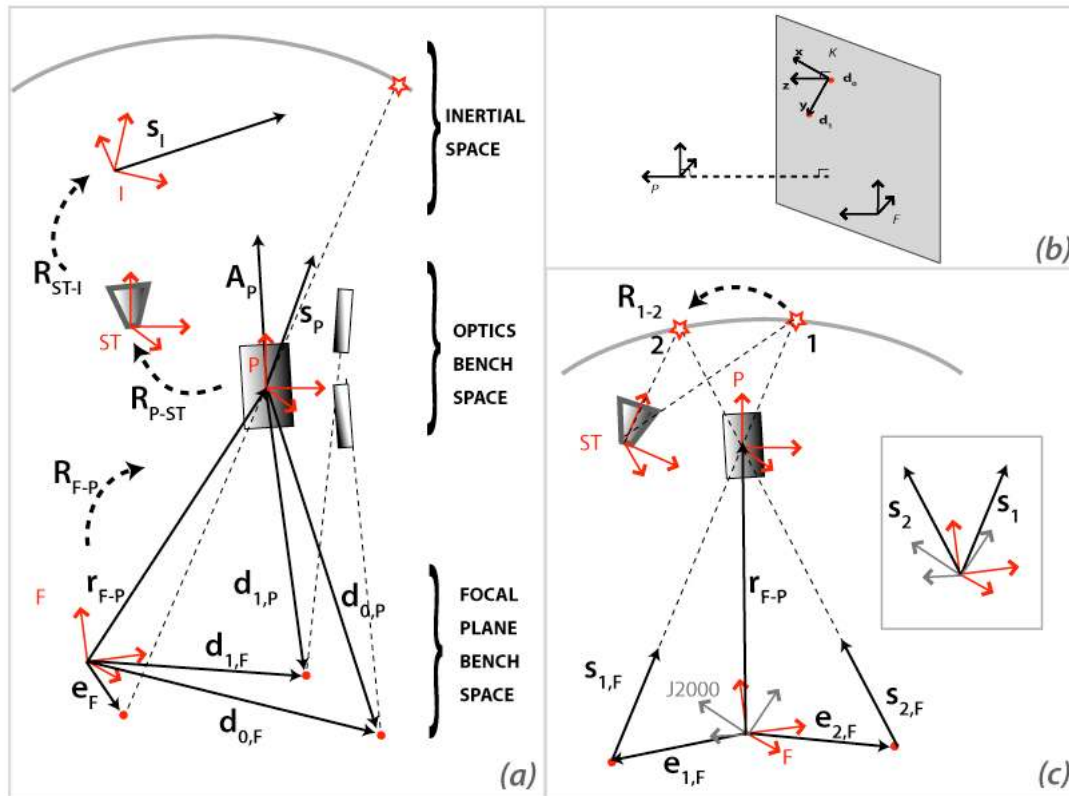 INERTIAL
SPACE
s_I
I
R_ST-I
ST
R_P-ST
A_P
s_P
P
OPTICS
BENCH
SPACE
R_F-P
F
r_F-P
d_1,P
d_0,P
d_1,F
e_F
d_0,F
FOCAL
PLANE
BENCH
SPACE
(a)
x
K
z
d_0
y
d_1
P
F
(b)
R_1-2
2
1
P
ST
s_2
s_1
r_F-P
s_1,F
J2000
s_2,F
e_2,F
F
e_1,F
(c)